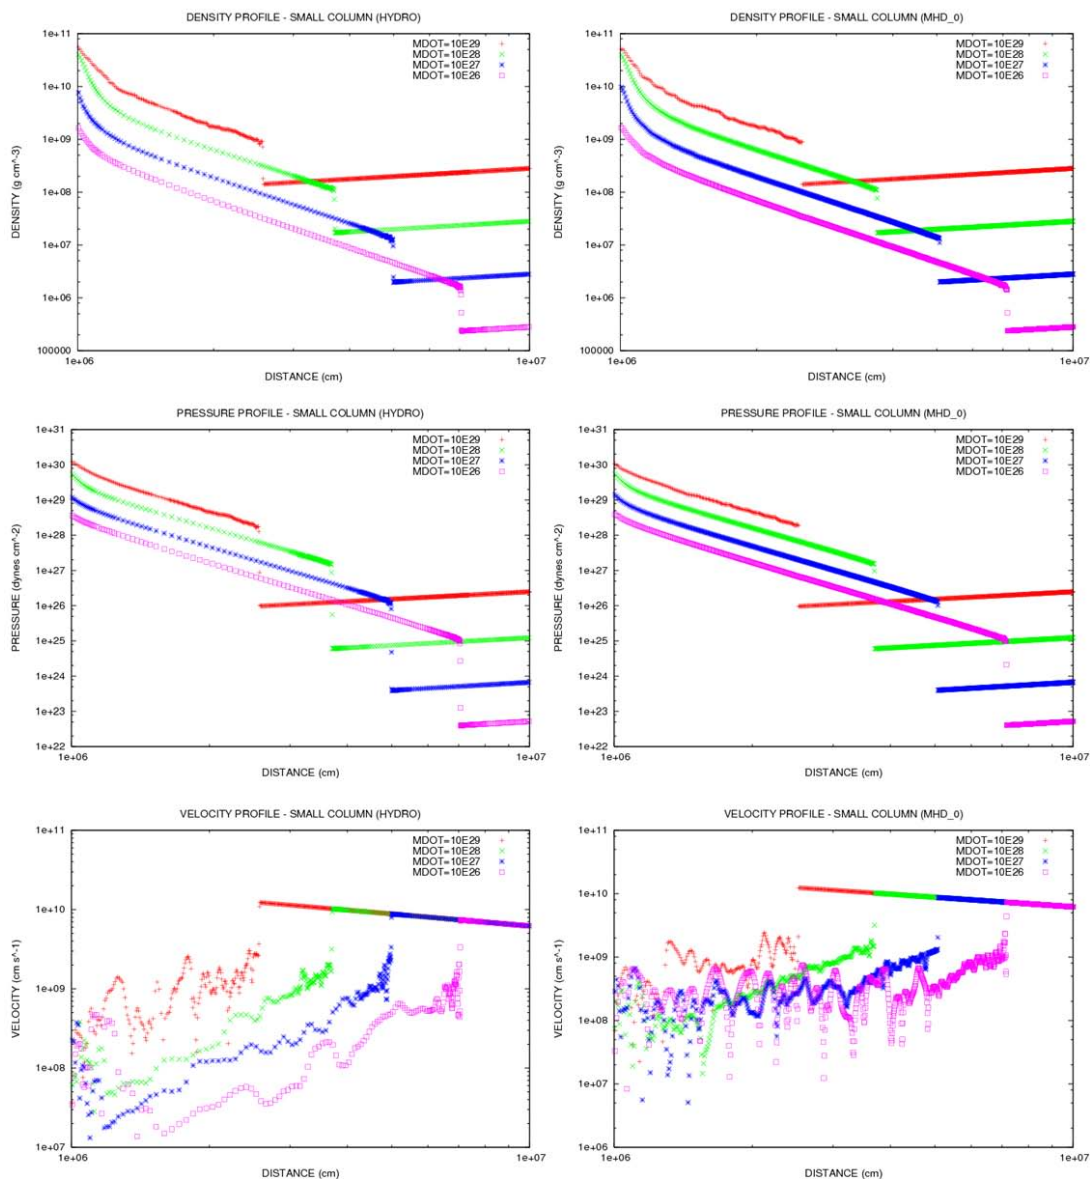 DENSITY PROFILE - SMALL COLUMN (HYDRO)
1e+11
1e+10
1e+09
1e+08
1e+07
1e+06
100000
DENSITY (g cm^-3)
MDOT=10E29
MDOT=10E28
MDOT=10E27
MDOT=10E26
1e+06
1e+07
DISTANCE (cm)
DENSITY PROFILE - SMALL COLUMN (MHD_0)
1e+11
1e+10
1e+09
1e+08
1e+07
1e+06
100000
DENSITY (g cm^-3)
MDOT=10E29
MDOT=10E28
MDOT=10E27
MDOT=10E26
1e+06
1e+07
DISTANCE (cm)
PRESSURE PROFILE - SMALL COLUMN (HYDRO)
1e+31
1e+30
1e+29
1e+28
1e+27
1e+26
1e+25
1e+24
1e+23
1e+22
PRESSURE (dynes cm^-2)
MDOT=10E29
MDOT=10E28
MDOT=10E27
MDOT=10E26
1e+06
1e+07
DISTANCE (cm)
PRESSURE PROFILE - SMALL COLUMN (MHD_0)
1e+31
1e+30
1e+29
1e+28
1e+27
1e+26
1e+25
1e+24
1e+23
1e+22
PRESSURE (dynes cm^-2)
MDOT=10E29
MDOT=10E28
MDOT=10E27
MDOT=10E26
1e+06
1e+07
DISTANCE (cm)
VELOCITY PROFILE - SMALL COLUMN (HYDRO)
1e+11
1e+10
1e+09
1e+08
1e+07
VELOCITY (cm s^-1)
MDOT=10E29
MDOT=10E28
MDOT=10E27
MDOT=10E26
1e+06
1e+07
DISTANCE (cm)
VELOCITY PROFILE - SMALL COLUMN (MHD_0)
1e+11
1e+10
1e+09
1e+08
1e+07
1e+06
VELOCITY (cm s^-1)
MDOT=10E29
MDOT=10E28
MDOT=10E27
MDOT=10E26
1e+06
1e+07
DISTANCE (cm)